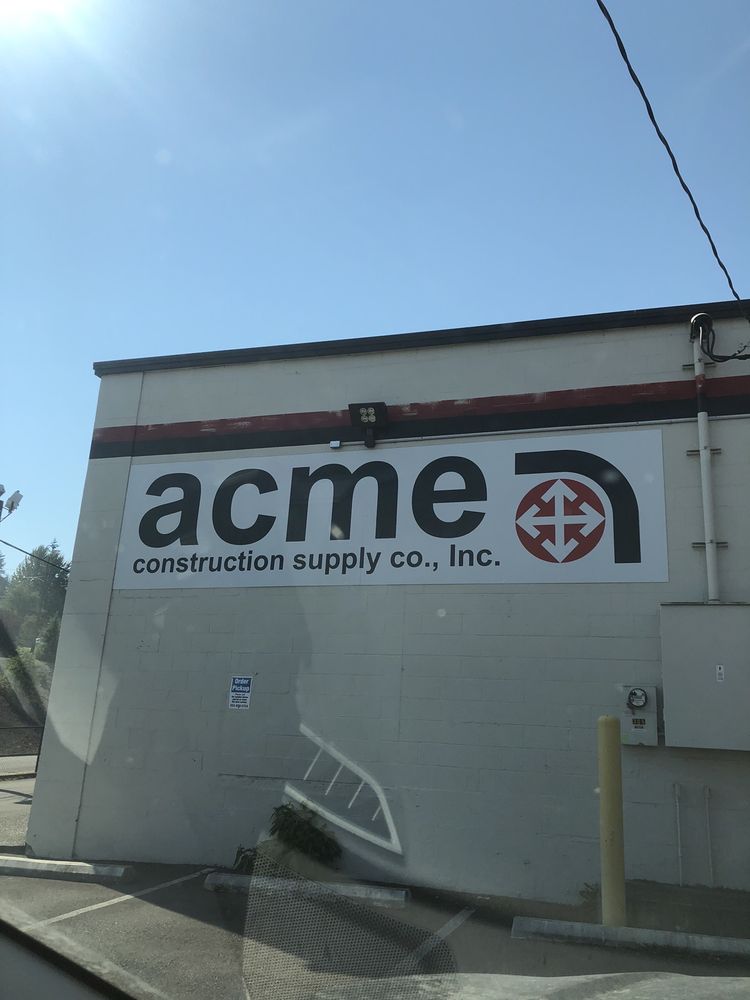 acme
construction supply co., Inc.
Order
Pickup